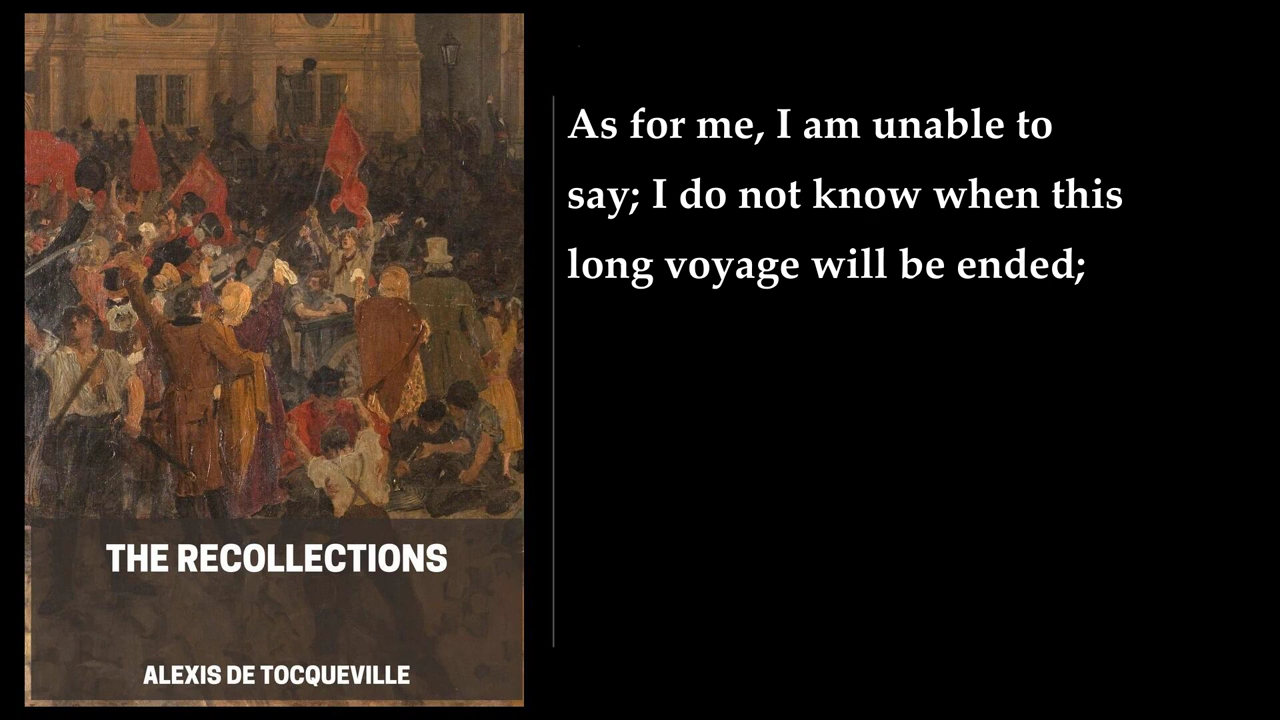 As for me, I am unable to
say; I do not know when this
long voyage will be ended;
THE RECOLLECTIONS
ALEXIS DE TOCQUEVILLE